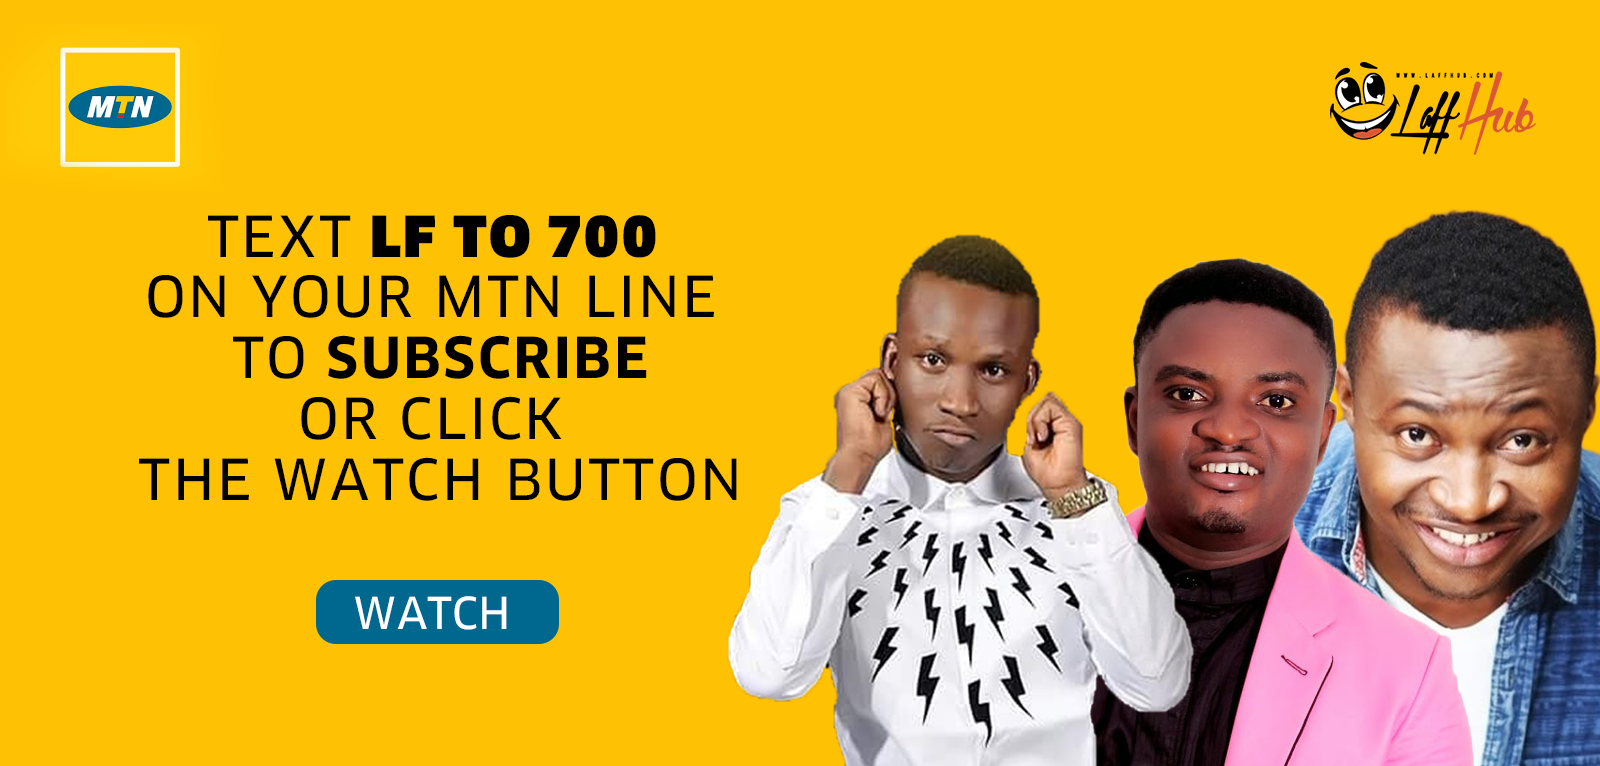 MTN
WWW.LAFFHUB.COM
Laff Hub
TEXT LF TO 700
ON YOUR MTN LINE
TO SUBSCRIBE
OR CLICK
THE WATCH BUTTON
WATCH